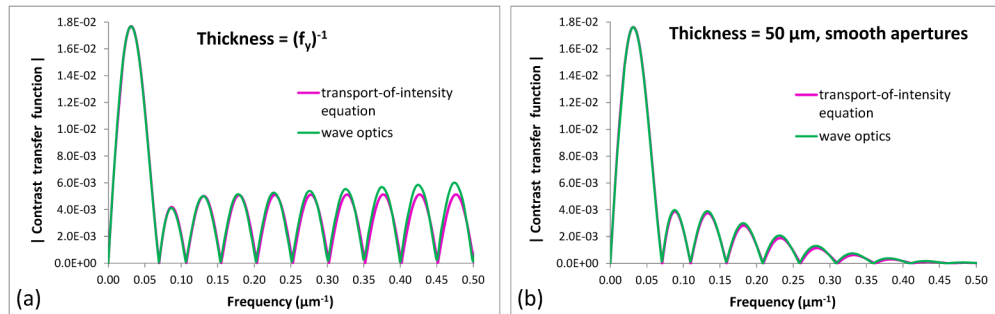 Thickness = (fy)-1
| Contrast transfer function |
1.8E-02
1.6E-02
1.4E-02
1.2E-02
1.0E-02
8.0E-03
6.0E-03
4.0E-03
2.0E-03
0.0E+00
transport-of-intensity
equation
wave optics
0.00 0.05 0.10 0.15 0.20 0.25 0.30 0.35 0.40 0.45 0.50
Frequency (µm-1)
(a)
Thickness = 50 µm, smooth apertures
| Contrast transfer function |
1.8E-02
1.6E-02
1.4E-02
1.2E-02
1.0E-02
8.0E-03
6.0E-03
4.0E-03
2.0E-03
0.0E+00
transport-of-intensity
equation
wave optics
0.00 0.05 0.10 0.15 0.20 0.25 0.30 0.35 0.40 0.45 0.50
Frequency (µm-1)
(b)